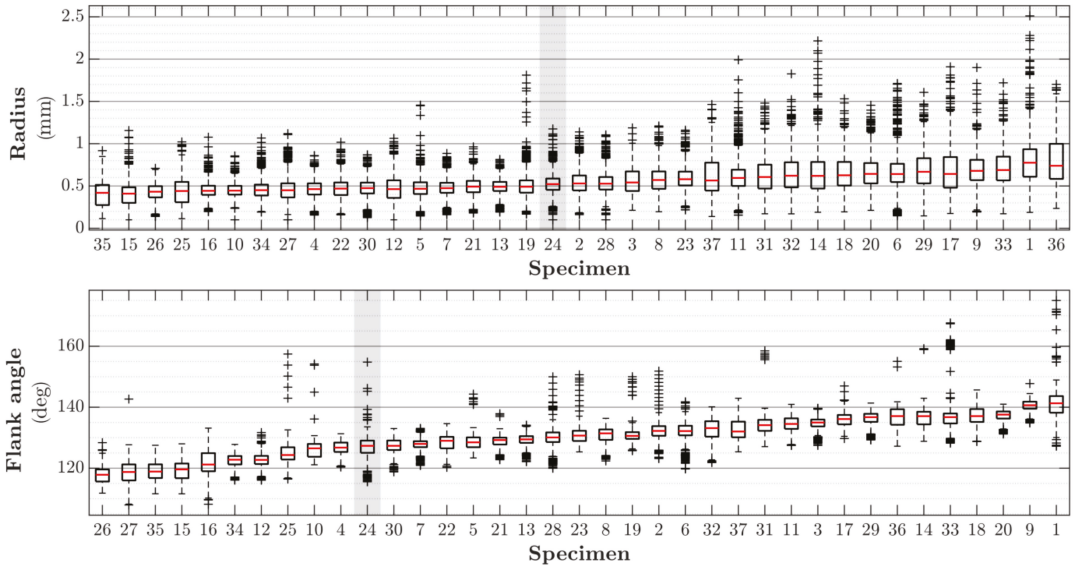 2.5
2
1.5
1
0.5
0
Radius
(mm)
35 15 26 25 16 10 34 27 4 22 30 12 5 7 21 13 19 24 2 28 3 8 23 37 11 31 32 14 18 20 6 29 17 9 33 1 36
Specimen
160
140
120
Flank angle
(deg)
26 27 35 15 16 34 12 25 10 4 24 30 7 22 5 21 13 28 23 8 19 2 6 32 37 31 11 3 17 29 36 14 33 18 20 9 1
Specimen